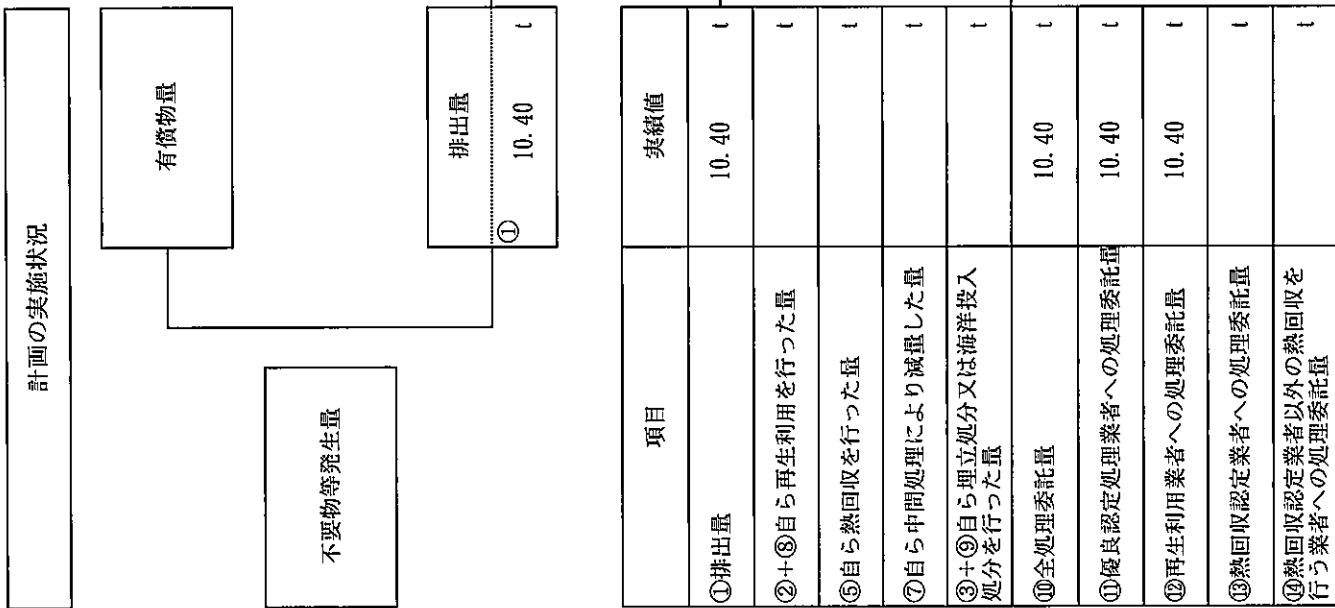 計画の実施状況
有償物量
不要物等発生量
排出量
① 10.40 t
項目 実績値
①排出量 10.40 t
②+⑧自ら再生利用を行った量 t
⑤自ら熱回収を行った量 t
⑦自ら中間処理により減量した量 t
③+⑨自ら埋立処分又は海洋投入
処分を行った量 t
⑩全処理委託量 10.40 t
⑪優良認定処理業者への処理委託量 10.40 t
⑫再生利用業者への処理委託量 10.40 t
⑬熱回収認定業者への処理委託量 t
⑭熱回収認定業者以外の熱回収を
行う業者への処理委託量 t